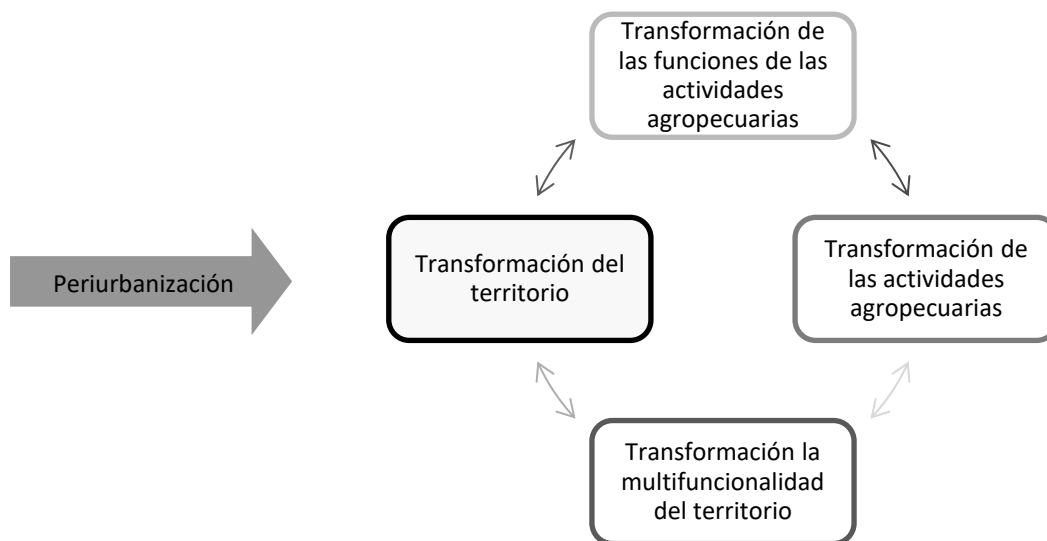 Transformación de
las funciones de las
actividades
agropecuarias
Periurbanización
Transformación del
territorio
Transformación de
las actividades
agropecuarias
Transformación la
multifuncionalidad
del territorio